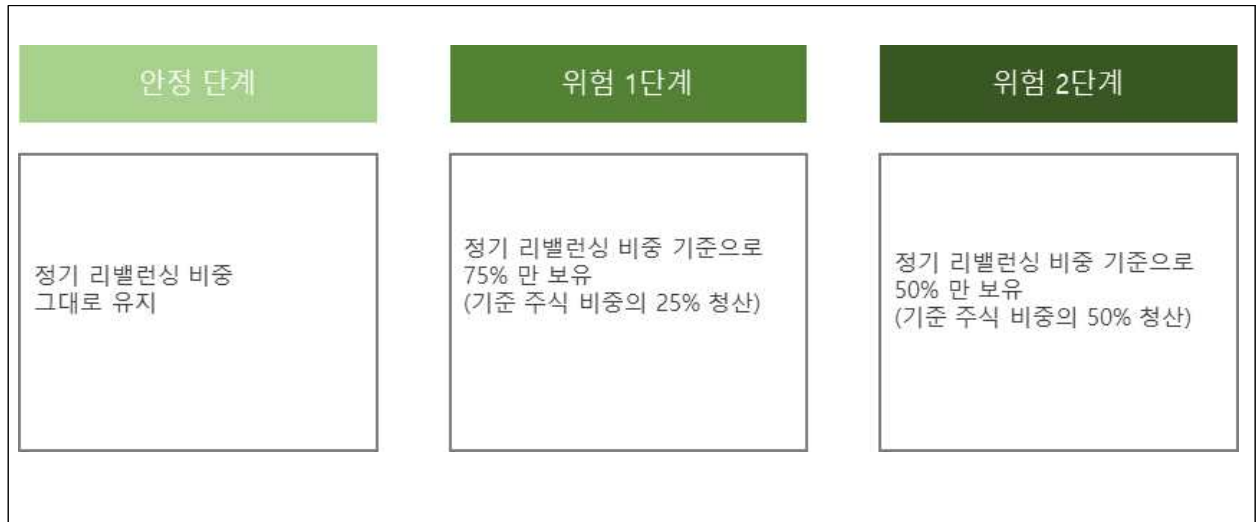 안정 단계
위험 1단계
위험 2단계
정기 리밸런싱 비중
그대로 유지
정기 리밸런싱 비중 기준으로
75% 만 보유
(기준 주식 비중의 25% 청산)
정기 리밸런싱 비중 기준으로
50% 만 보유
(기준 주식 비중의 50% 청산)